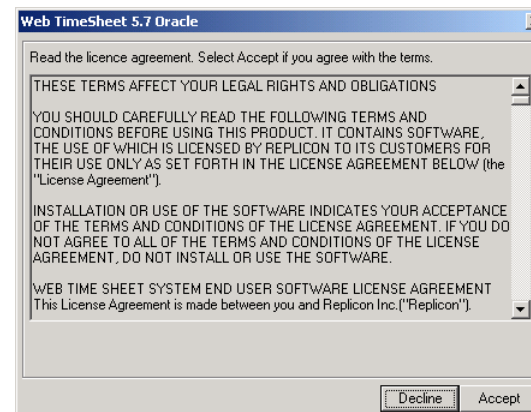 Web TimeSheet 5.7 Oracle
Read the licence agreement. Select Accept if you agree with the terms.
THESE TERMS AFFECT YOUR LEGAL RIGHTS AND OBLIGATIONS
YOU SHOULD CAREFULLY READ THE FOLLOWING TERMS AND
CONDITIONS BEFORE USING THIS PRODUCT. IT CONTAINS SOFTWARE,
THE USE OF WHICH IS LICENSED BY REPLICON TO ITS CUSTOMERS FOR
THEIR USE ONLY AS SET FORTH IN THE LICENSE AGREEMENT BELOW (the
"License Agreement").
INSTALLATION OR USE OF THE SOFTWARE INDICATES YOUR ACCEPTANCE
OF THE TERMS AND CONDITIONS OF THE LICENSE AGREEMENT. IF YOU DO
NOT AGREE TO ALL OF THE TERMS AND CONDITIONS OF THE LICENSE
AGREEMENT, DO NOT INSTALL OR USE THE SOFTWARE.
WEB TIME SHEET SYSTEM END USER SOFTWARE LICENSE AGREEMENT
This License Agreement is made between you and Replicon Inc.("Replicon").
Decline Accept